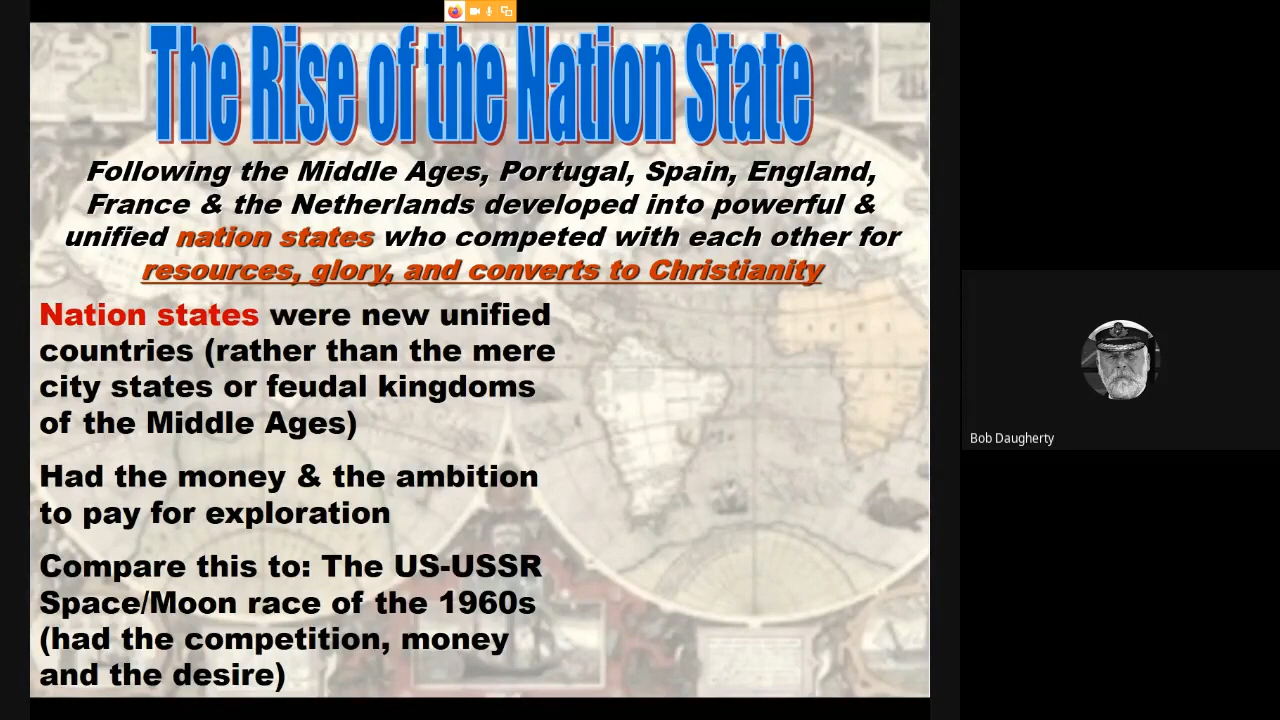 The Rise of the Nation State
Following the Middle Ages, Portugal, Spain, England,
France & the Netherlands developed into powerful &
unified nation states who competed with each other for
resources, glory, and converts to Christianity
Nation states were new unified
countries (rather than the mere
city states or feudal kingdoms
of the Middle Ages)
Had the money & the ambition
to pay for exploration
Compare this to: The US-USSR
Space/Moon race of the 1960s
(had the competition, money
and the desire)
Bob Daugherty